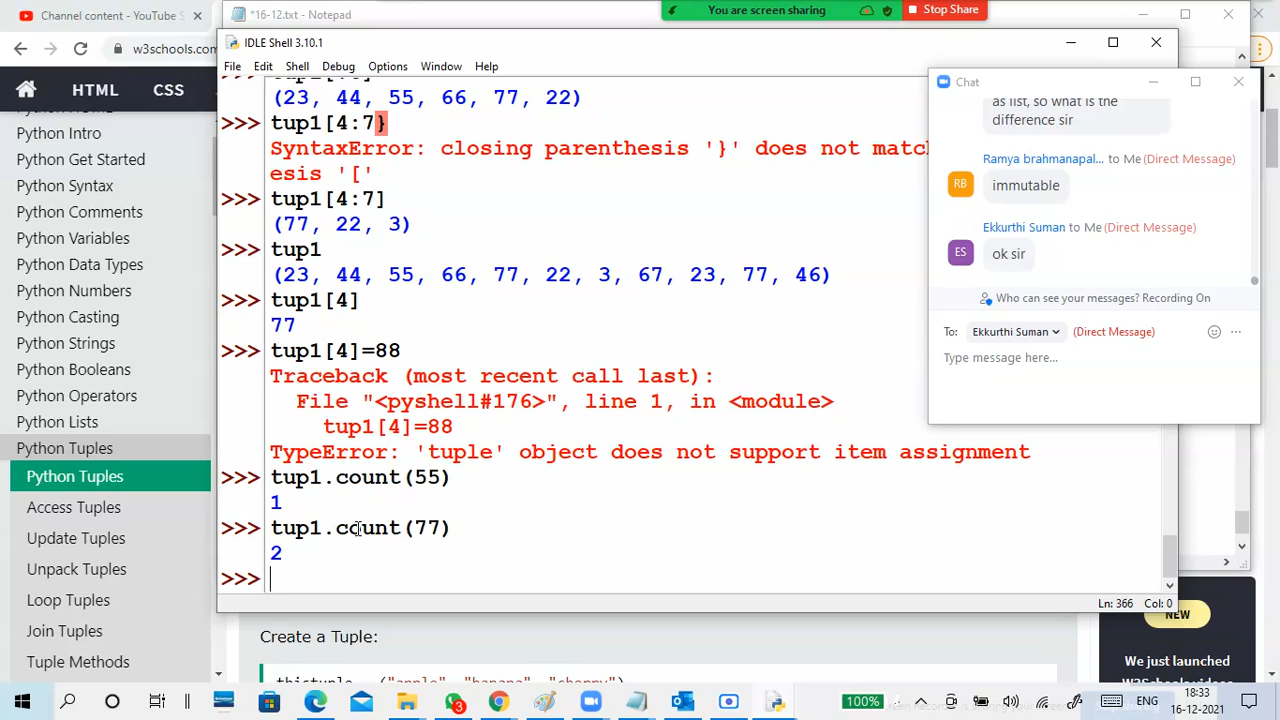 Channel content - YouTube S
*16-12.txt - Notepad
You are screen sharing
Stop Share
w3schools.com
HTML
CSS
Python Intro
Python Get Started
Python Syntax
Python Comments
Python Variables
Python Data Types
Python Numbers
Python Casting
Python Strings
Python Booleans
Python Operators
Python Lists
Python Tuples
Python Tuples
Access Tuples
Update Tuples
Unpack Tuples
Loop Tuples
Join Tuples
Tuple Methods
IDLE Shell 3.10.1
File Edit Shell Debug Options Window Help
(23, 44, 55, 66, 77, 22)
>>> tup1[4:7}
SyntaxError: closing parenthesis '}' does not match
esis '['
>>> tup1[4:7]
(77, 22, 3)
>>> tup1
(23, 44, 55, 66, 77, 22, 3, 67, 23, 77, 46)
>>> tup1[4]
77
>>> tup1[4]=88
Traceback (most recent call last):
File "<pyshell#176>", line 1, in <module>
tup1[4]=88
TypeError: 'tuple' object does not support item assignment
>>> tup1.count(55)
1
>>> tup1.count(77)
2
>>>
Ln: 366 Col: 0
Chat
as list, so what is the
difference sir
Ramya brahmanapal... to Me (Direct Message)
RB
immutable
Ekkurthi Suman to Me (Direct Message)
ES
ok sir
Who can see your messages? Recording On
To: Ekkurthi Suman (Direct Message)
Type message here...
Create a Tuple:
thistuple = ("apple", "banana", "cherry")
NEW
We just launched
W3Schools videos
3
100%
ENG
18:33
16-12-2021